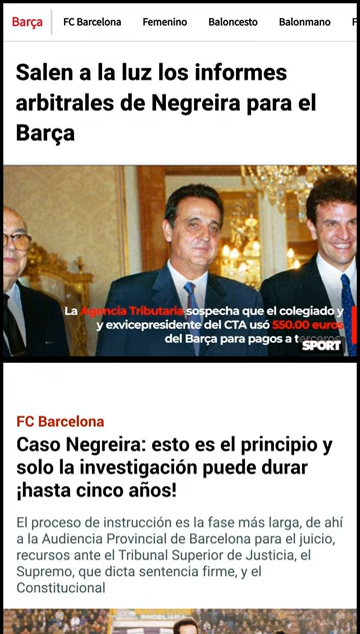 Barça FC Barcelona Femenino Baloncesto Balonmano F
Salen a la luz los informes
arbitrales de Negreira para el
Barça
La Agencia Tributaria sospecha que el colegiado y
y exvicepresidente del CTA usó 550.00 euros
del Barça para pagos a terceros
SPORT
FC Barcelona
Caso Negreira: esto es el principio y
solo la investigación puede durar
¡hasta cinco años!
El proceso de instrucción es la fase más larga, de ahí
a la Audiencia Provincial de Barcelona para el juicio,
recursos ante el Tribunal Superior de Justicia, el
Supremo, que dicta sentencia firme, y el
Constitucional